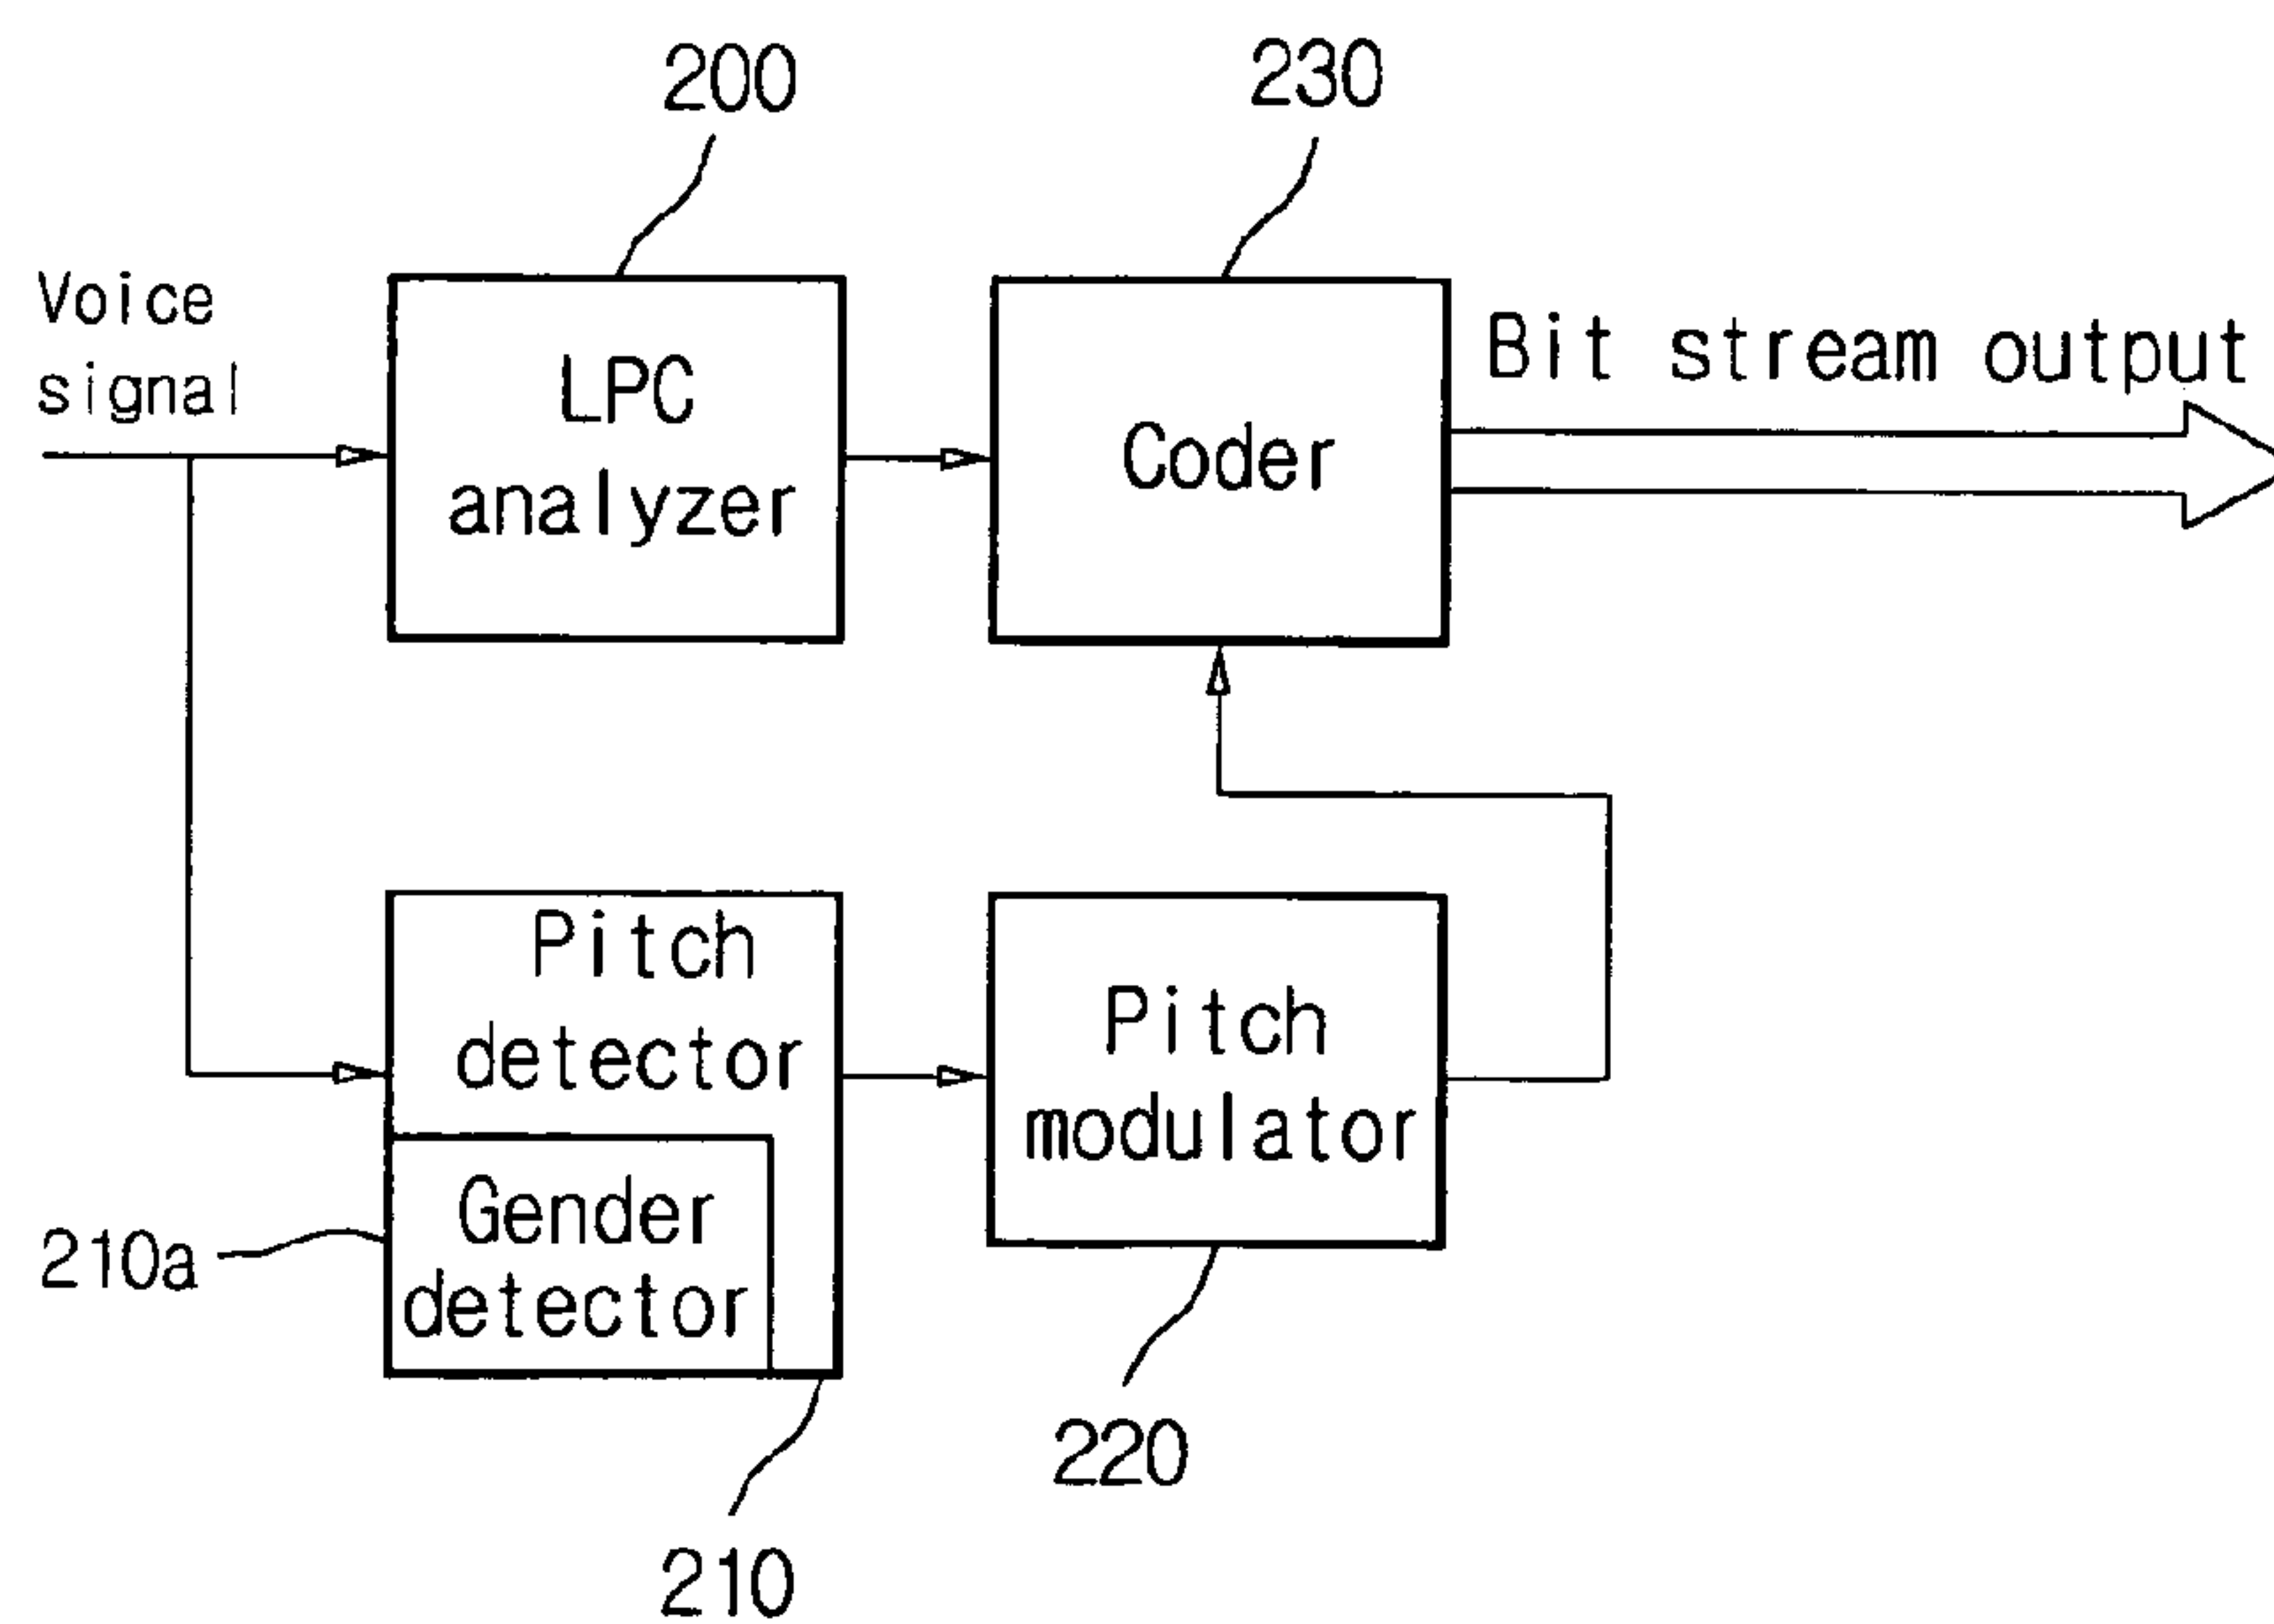 200
230
Voice
signal
LPC
analyzer
Coder
Bit stream output
Pitch
detector
Gender
detector
Pitch
modulator
210a
220
210